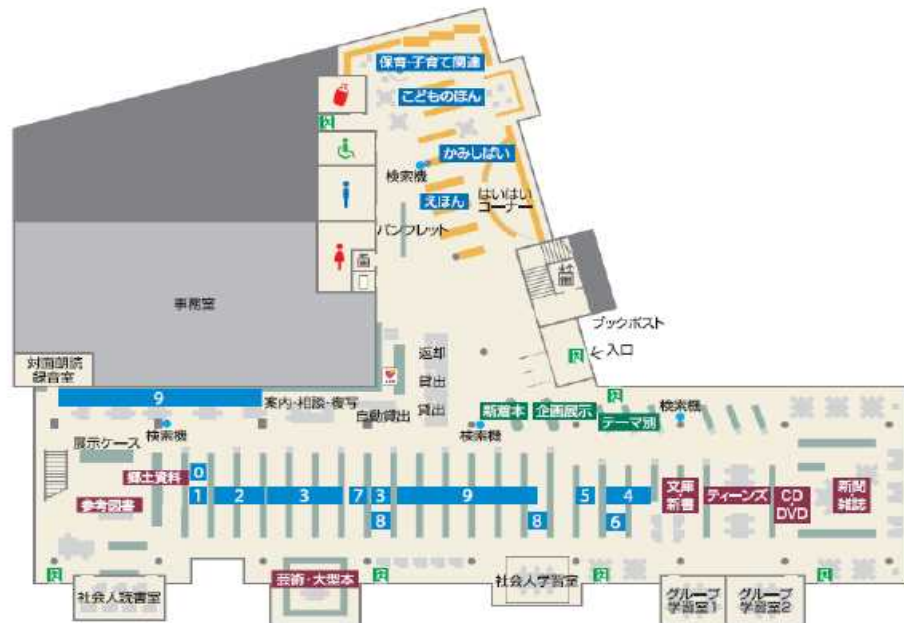 保育・子育て関連
こどものほん
かみしばい
検索機
えほん
はいはい
コーナー
パンフレット
事務室
ブックポスト
入口
対面朗読
録音室
返却
貸出
貸出
9
案内・相談・複写
自動貸出
新着本
企画展示
テーマ別
検索機
検索機
検索機
展示ケース
郷土資料
参考図書
0
1
2
3
7
3
8
9
8
5
4
6
文庫
新書
ティーンズ
CD
DVD
新聞
雑誌
社会人読書室
芸術・大型本
社会人学習室
グループ
学習室1
グループ
学習室2